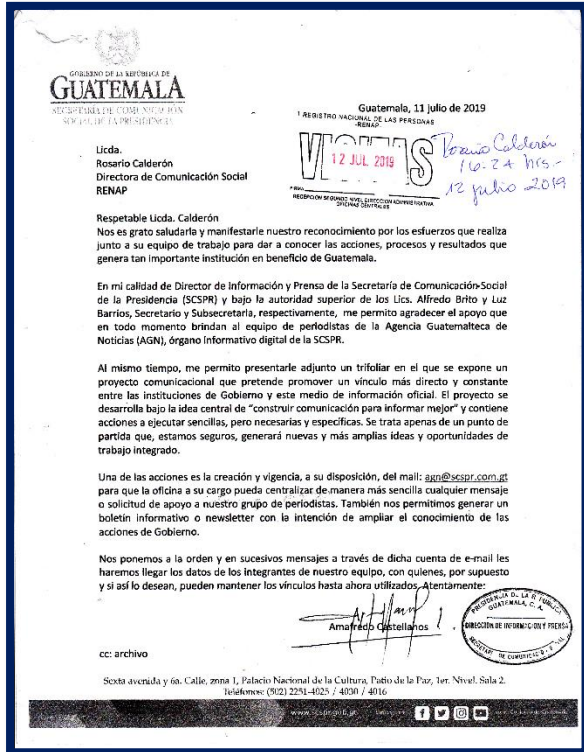 GOBIERNO DE LA REPÚBLICA DE
GUATEMALA
SECRETARÍA DE COMUNICACIÓN
SOCIAL DE LA PRESIDENCIA
Guatemala, 11 julio de 2019
REGISTRO NACIONAL DE LAS PERSONAS
-RENAP-
VISITAS
12 JUL 2019
FIRMA
RECEPCIÓN SEGUNDO NIVEL DIRECCIÓN ADMINISTRATIVA
OFICINAS CENTRALES
Rosario Calderón
16:24 hrs.-
12 julio 2019
Licda.
Rosario Calderón
Directora de Comunicación Social
RENAP
Respetable Licda. Calderón
Nos es grato saludarla y manifestarle nuestro reconocimiento por los esfuerzos que realiza
junto a su equipo de trabajo para dar a conocer las acciones, procesos y resultados que
genera tan importante institución en beneficio de Guatemala.
En mi calidad de Director de Información y Prensa de la Secretaría de Comunicación Social
de la Presidencia (SCSPR) y bajo la autoridad superior de los Lics. Alfredo Brito y Luz
Barrios, Secretario y Subsecretaria, respectivamente, me permito agradecer el apoyo que
en todo momento brindan al equipo de periodistas de la Agencia Guatemalteca de
Noticias (AGN), órgano informativo digital de la SCSPR.
Al mismo tiempo, me permito presentarle adjunto un trifoliar en el que se expone un
proyecto comunicacional que pretende promover un vínculo más directo y constante
entre las instituciones de Gobierno y este medio de información oficial. El proyecto se
desarrolla bajo la idea central de "construir comunicación para informar mejor" y contiene
acciones a ejecutar sencillas, pero necesarias y específicas. Se trata apenas de un punto de
partida que, estamos seguros, generará nuevas y más amplias ideas y oportunidades de
trabajo integrado.
Una de las acciones es la creación y vigencia, a su disposición, del mail: agn@scspr.com.gt
para que la oficina a su cargo pueda centralizar de manera más sencilla cualquier mensaje
o solicitud de apoyo a nuestro grupo de periodistas. También nos permitimos generar un
boletín informativo o newsletter con la intención de ampliar el conocimiento de las
acciones de Gobierno.
Nos ponemos a la orden y en sucesivos mensajes a través de dicha cuenta de e-mail les
haremos llegar los datos de los integrantes de nuestro equipo, con quienes, por supuesto
y si así lo desean, pueden mantener los vínculos hasta ahora utilizados. Atentamente:
Amafredo Castellanos
PRESIDENCIA DE LA REPÚBLICA
GUATEMALA, C. A.
DIRECCIÓN DE INFORMACIÓN Y PRENSA
cc: archivo
Sexta avenida y 6a. Calle, zona 1, Palacio Nacional de la Cultura, Patio de la Paz, 1er. Nivel. Sala 2.
Teléfonos: (502) 2251-4025 / 4030 / 4016
www.scspr.gob.gt